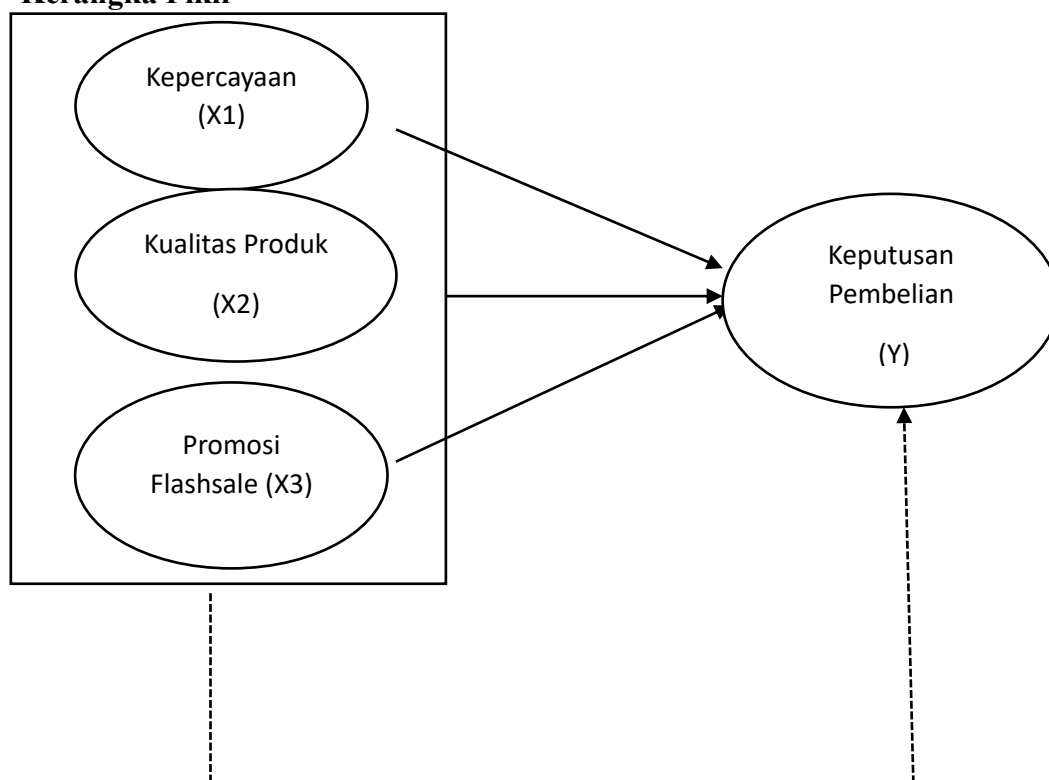 Kerangka Pikir
Kepercayaan
(X1)
Kualitas Produk
(X2)
Promosi
Flashsale (X3)
Keputusan
Pembelian
(Y)